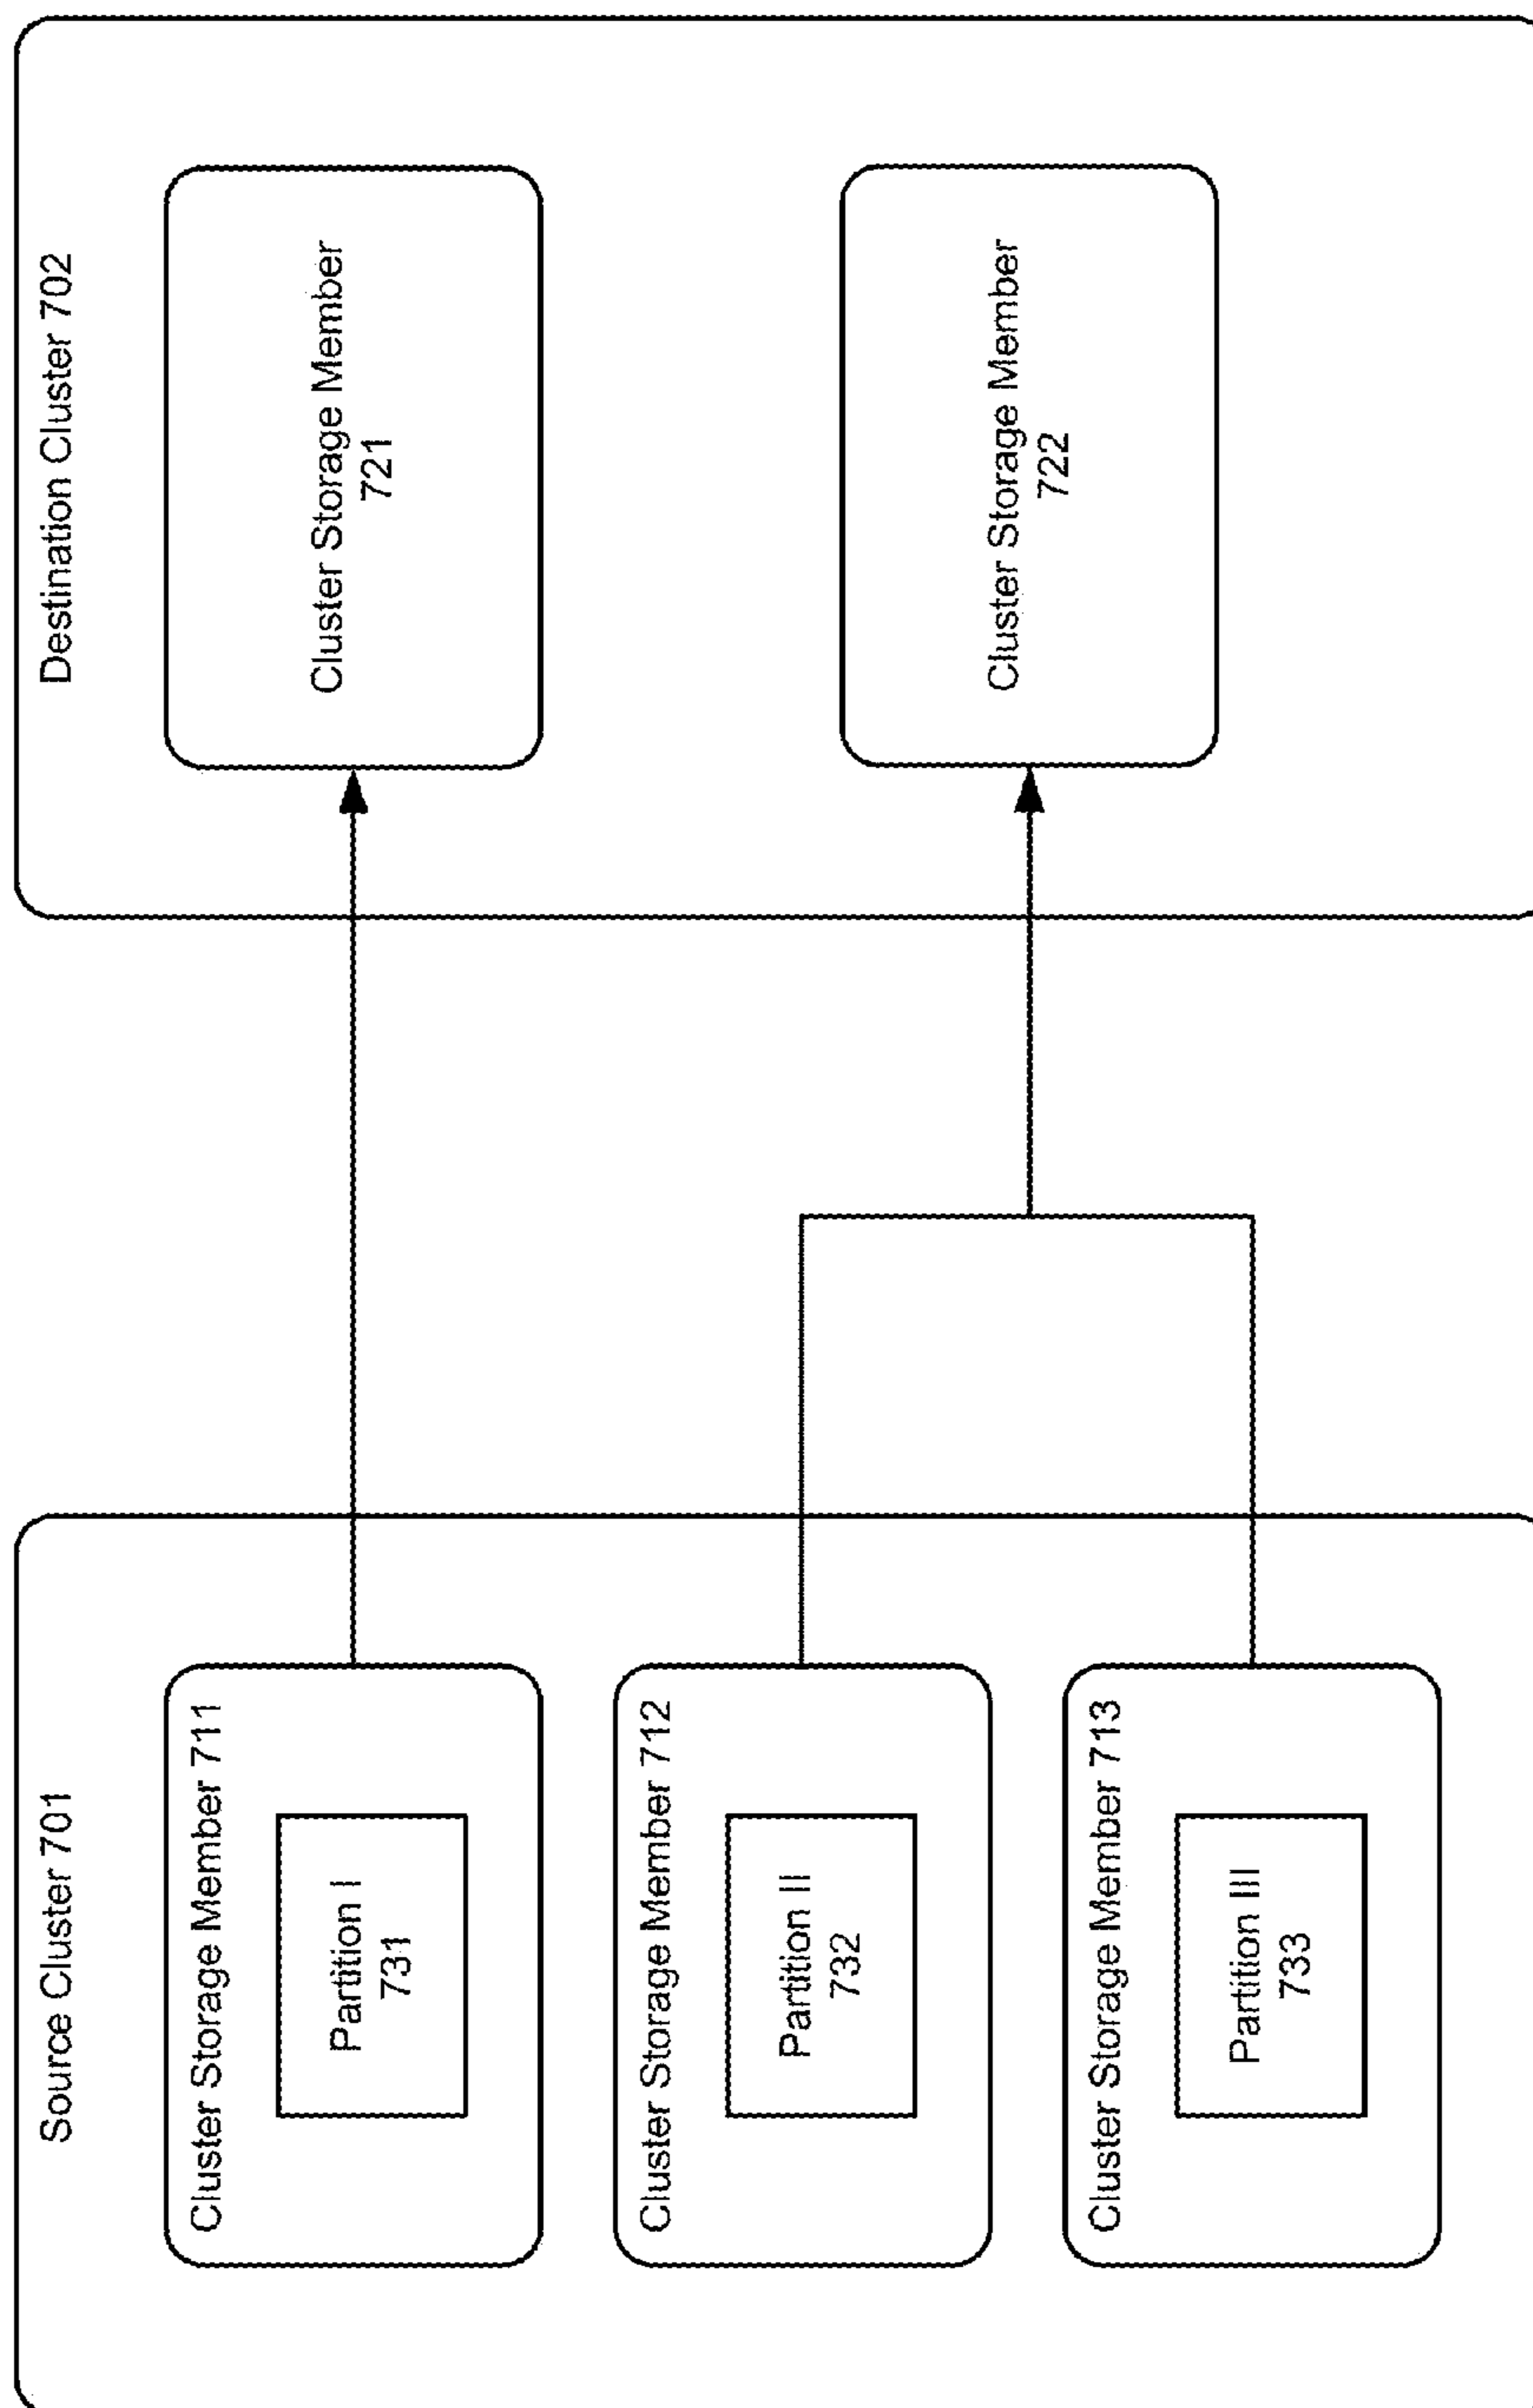 Source Cluster 701
Cluster Storage Member 711
Partition I
731
Cluster Storage Member 712
Partition II
732
Cluster Storage Member 713
Partition III
733
Destination Cluster 702
Cluster Storage Member
721
Cluster Storage Member
722